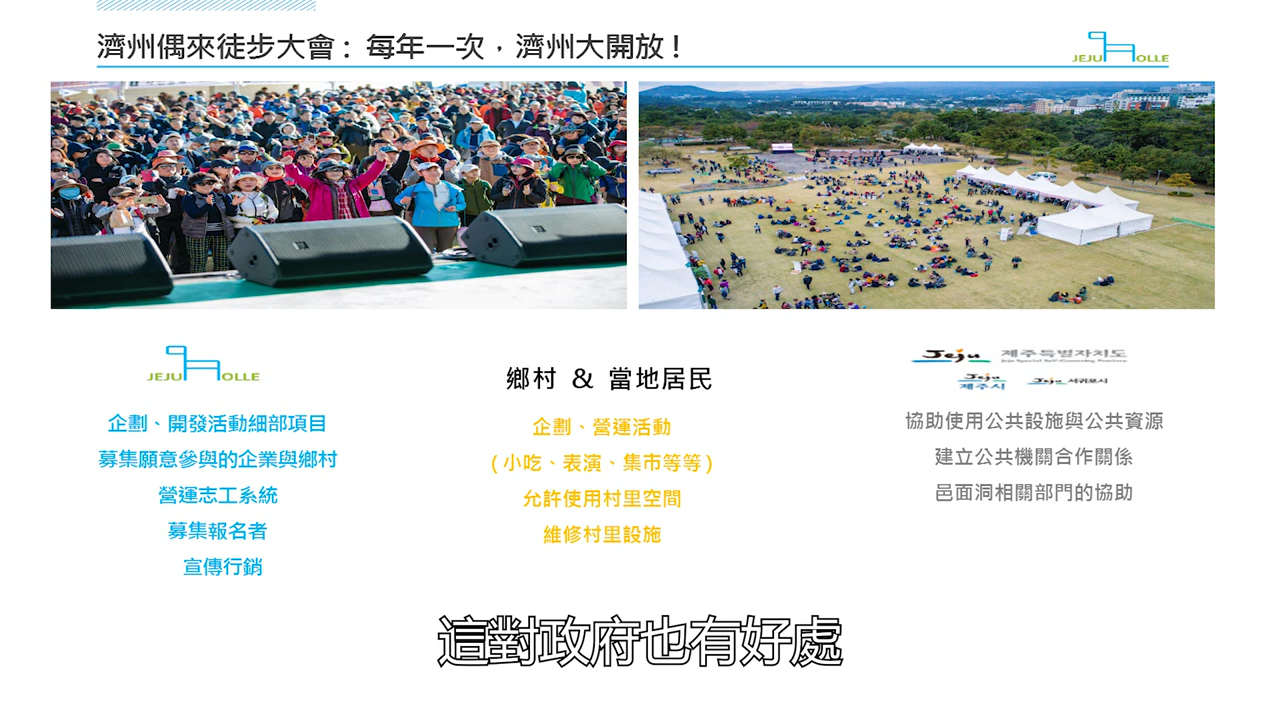 濟州偶來徒步大會：每年一次，濟州大開放！
JEJU OLLE
JEJU OLLE
企劃、開發活動細部項目
募集願意參與的企業與鄉村
營運志工系統
募集報名者
宣傳行銷
鄉村 & 當地居民
企劃、營運活動
(小吃、表演、集市等等)
允許使用村里空間
維修村里設施
Jeju 제주특별자치도
Jeju Special Self-Governing Province
Jeju 제주시
Jeju 서귀포시
協助使用公共設施與公共資源
建立公共機關合作關係
邑面洞相關部門的協助
這對政府也有好處